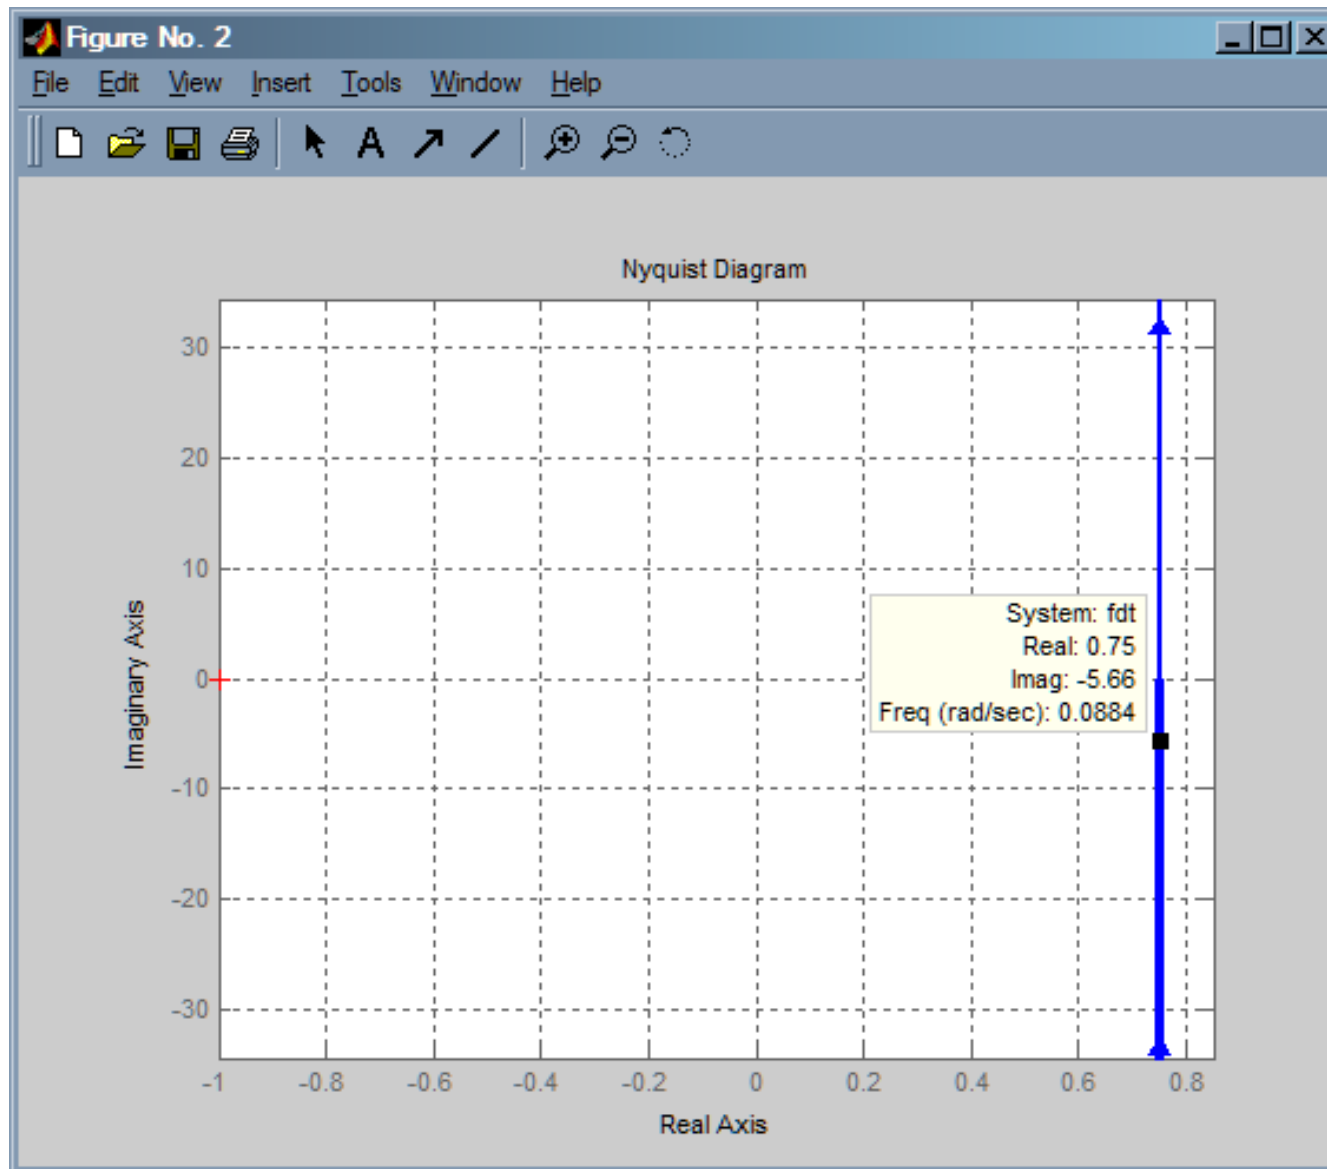 Figure No. 2
File Edit View Insert Tools Window Help
A
Nyquist Diagram
30
20
10
0
-10
-20
-30
Imaginary Axis
System: fdt
Real: 0.75
Imag: -5.66
Freq (rad/sec): 0.0884
-1 -0.8 -0.6 -0.4 -0.2 0 0.2 0.4 0.6 0.8
Real Axis